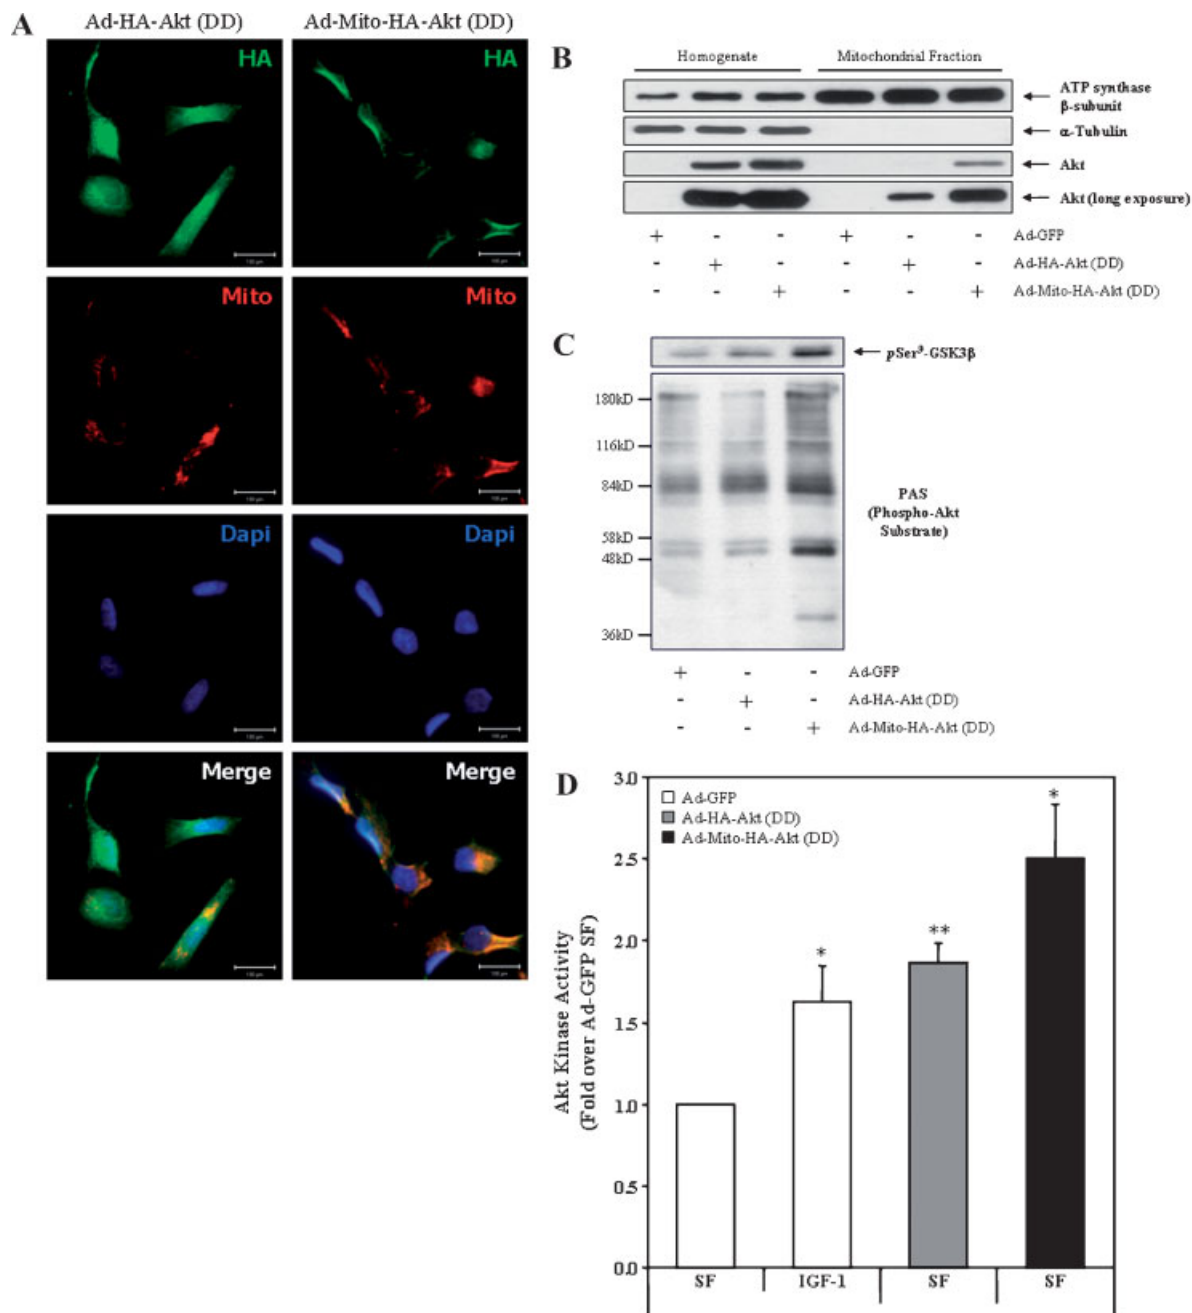 A
Ad-HA-Akt (DD)
Ad-Mito-HA-Akt (DD)
HA
HA
Mito
Mito
Dapi
Dapi
Merge
Merge
B
Homogenate
Mitochondrial Fraction
ATP synthase
β-subunit
α-Tubulin
Akt
Akt (long exposure)
+ - - + - - Ad-GFP
- + - - + - Ad-HA-Akt (DD)
- - + - - + Ad-Mito-HA-Akt (DD)
C
pSer⁹-GSK3β
180kD
116kD
84kD
58kD
48kD
36kD
PAS
(Phospho-Akt
Substrate)
+ - - Ad-GFP
- + - Ad-HA-Akt (DD)
- - + Ad-Mito-HA-Akt (DD)
D
Akt Kinase Activity
(Fold over Ad-GFP SF)
3.0
2.5
2.0
1.5
1.0
0.5
0.0
Ad-GFP
Ad-HA-Akt (DD)
Ad-Mito-HA-Akt (DD)
*
**
*
SF IGF-1 SF SF